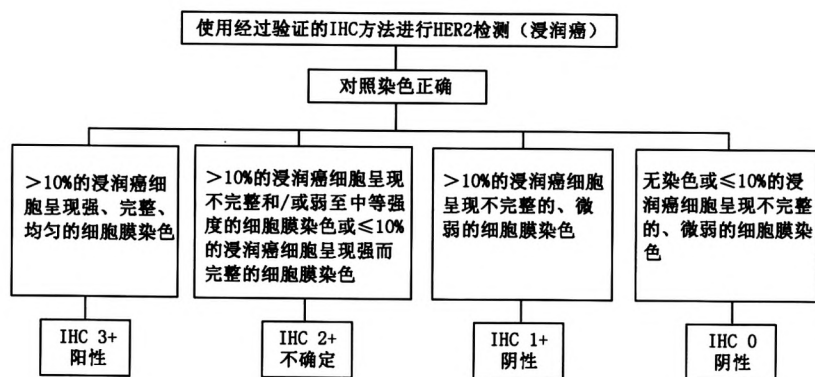 使用经过验证的IHC方法进行HER2检测（浸润癌）
对照染色正确
＞10%的浸润癌细
胞呈现强、完整、
均匀的细胞膜染色
＞10%的浸润癌细胞呈现
不完整和/或弱至中等强
度的细胞膜染色或≤10%
的浸润癌细胞呈现强而
完整的细胞膜染色
＞10%的浸润癌细胞
呈现不完整的、微
弱的细胞膜染色
无染色或≤10%的浸
润癌细胞呈现不完整
的、微弱的细胞膜染
色
IHC 3+
阳性
IHC 2+
不确定
IHC 1+
阴性
IHC 0
阴性